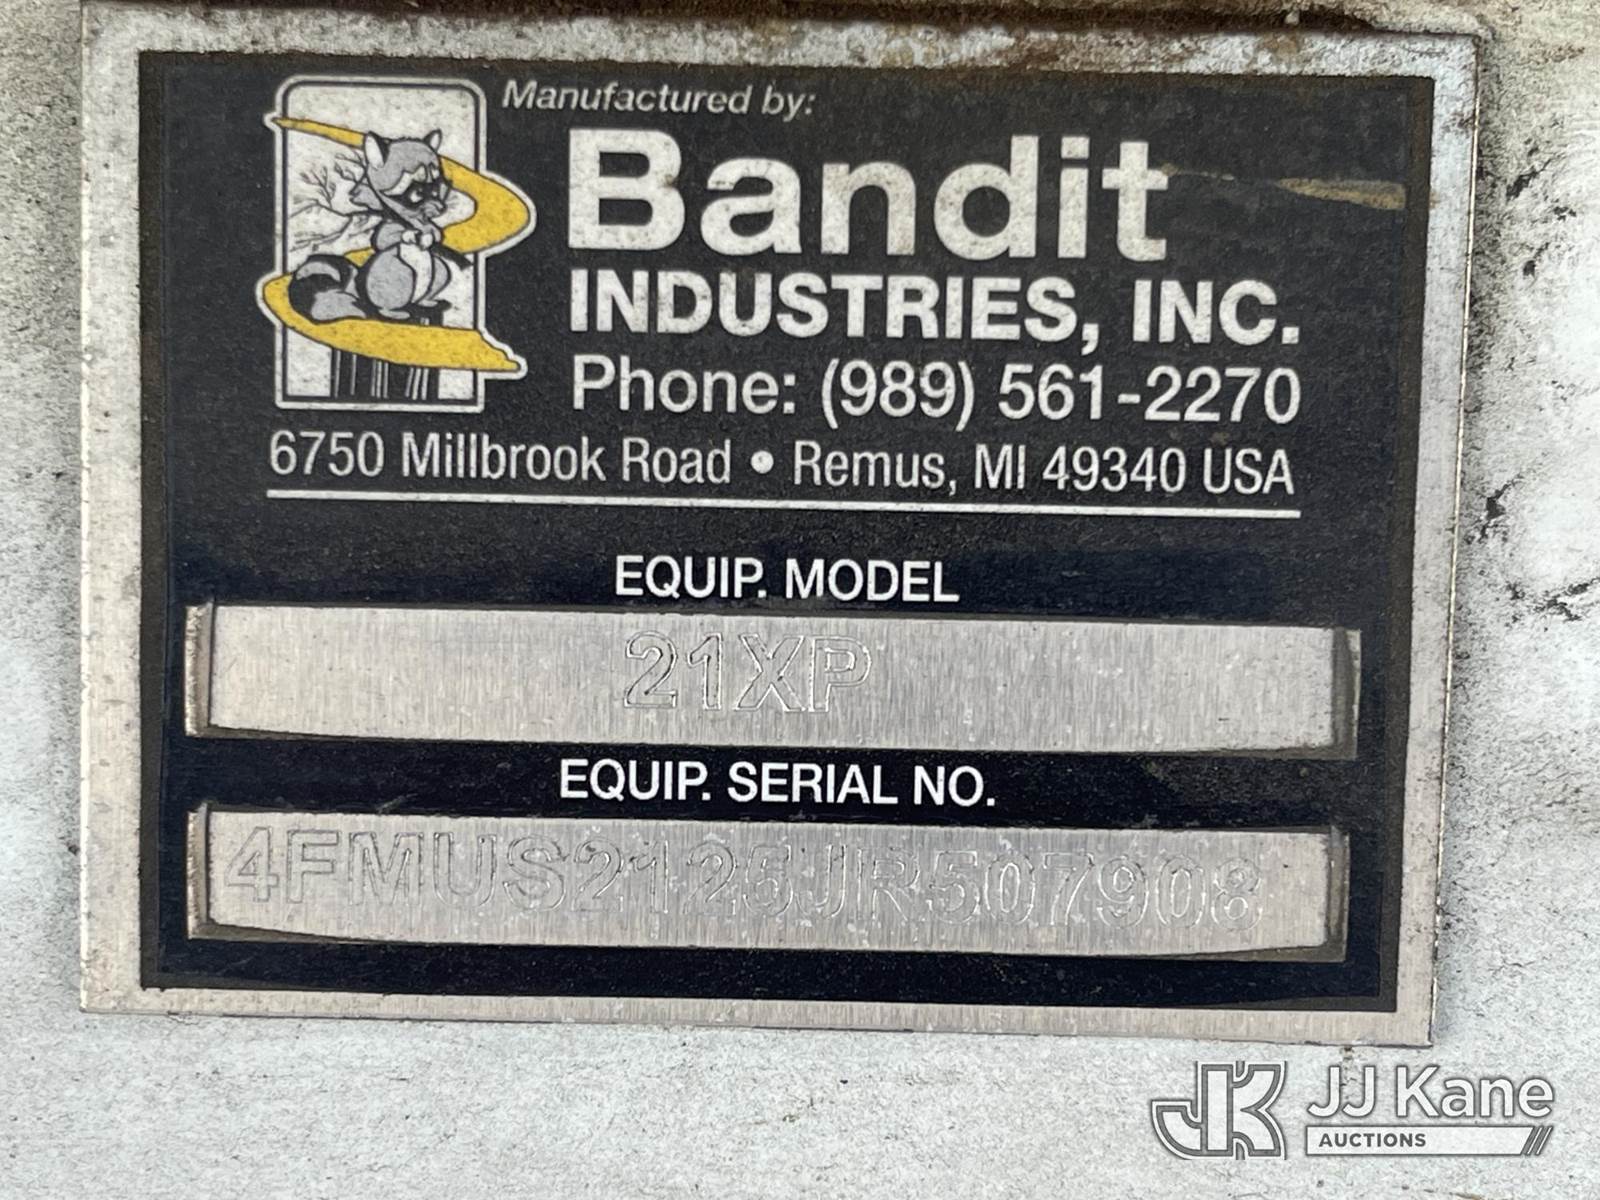 Manufactured by:
Bandit
INDUSTRIES, INC.
Phone: (989) 561-2270
6750 Millbrook Road • Remus, MI 49340 USA
EQUIP. MODEL
21XP
EQUIP. SERIAL NO.
4FMUS2125JR507908
JK JJ Kane
AUCTIONS